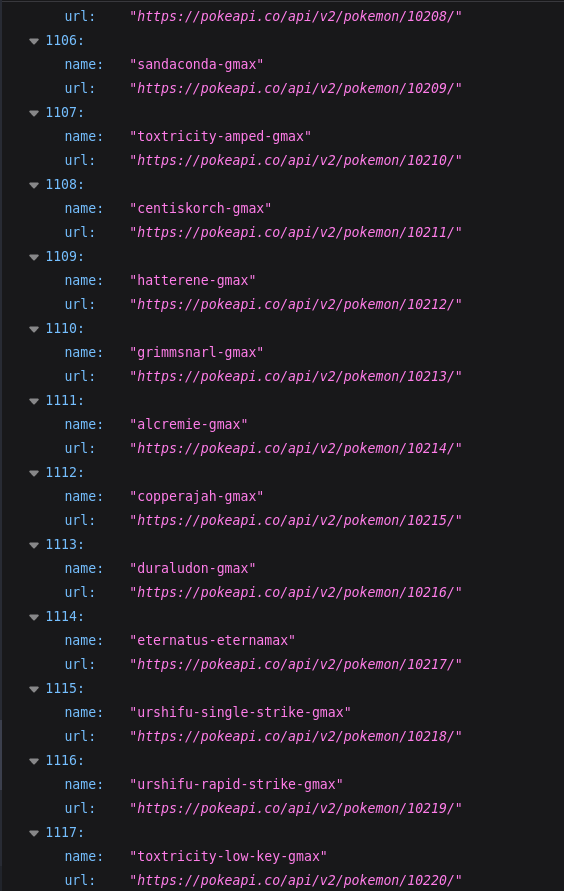 url: "https://pokeapi.co/api/v2/pokemon/10208/"
1106:
name: "sandaconda-gmax"
url: "https://pokeapi.co/api/v2/pokemon/10209/"
1107:
name: "toxtricity-amped-gmax"
url: "https://pokeapi.co/api/v2/pokemon/10210/"
1108:
name: "centiskorch-gmax"
url: "https://pokeapi.co/api/v2/pokemon/10211/"
1109:
name: "hatterene-gmax"
url: "https://pokeapi.co/api/v2/pokemon/10212/"
1110:
name: "grimmsnarl-gmax"
url: "https://pokeapi.co/api/v2/pokemon/10213/"
1111:
name: "alcremie-gmax"
url: "https://pokeapi.co/api/v2/pokemon/10214/"
1112:
name: "copperajah-gmax"
url: "https://pokeapi.co/api/v2/pokemon/10215/"
1113:
name: "duraludon-gmax"
url: "https://pokeapi.co/api/v2/pokemon/10216/"
1114:
name: "eternatus-eternamax"
url: "https://pokeapi.co/api/v2/pokemon/10217/"
1115:
name: "urshifu-single-strike-gmax"
url: "https://pokeapi.co/api/v2/pokemon/10218/"
1116:
name: "urshifu-rapid-strike-gmax"
url: "https://pokeapi.co/api/v2/pokemon/10219/"
1117:
name: "toxtricity-low-key-gmax"
url: "https://pokeapi.co/api/v2/pokemon/10220/"